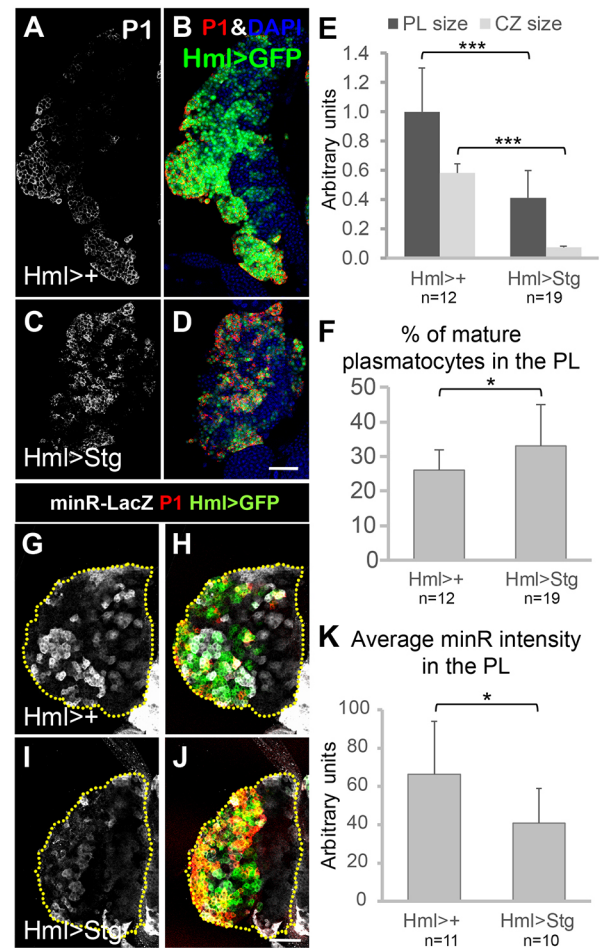 A
P1
B
P1&DAPI
Hml>GFP
Hml>+
C
D
Hml>Stg
E
PL size
CZ size
***
***
Arbitrary units
1.4
1.2
1.0
0.8
0.6
0.4
0.2
0.0
Hml>+
Hml>Stg
n=12
n=19
F
% of mature
plasmatocytes in the PL
*
50
40
30
20
10
0
Hml>+
Hml>Stg
n=12
n=19
minR-LacZ P1 Hml>GFP
G
H
Hml>+
I
J
Hml>Stg
K
Average minR intensity
in the PL
*
Arbitrary units
100
80
60
40
20
0
Hml>+
Hml>Stg
n=11
n=10